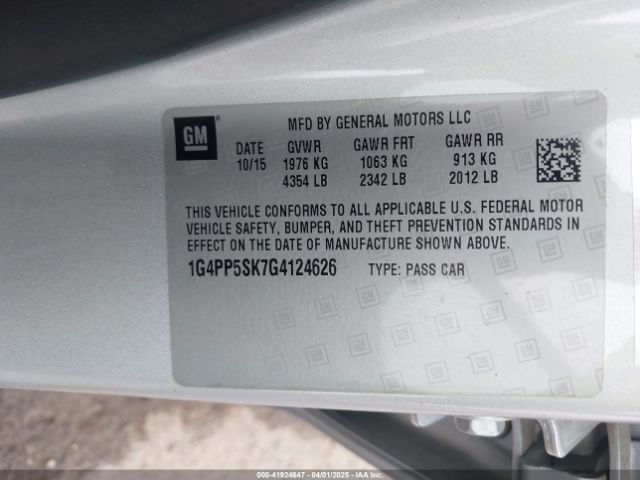 GM
MFD BY GENERAL MOTORS LLC
DATE GVWR GAWR FRT GAWR RR
10/15 1976 KG 1063 KG 913 KG
4354 LB 2342 LB 2012 LB
THIS VEHICLE CONFORMS TO ALL APPLICABLE U.S. FEDERAL MOTOR
VEHICLE SAFETY, BUMPER, AND THEFT PREVENTION STANDARDS IN
EFFECT ON THE DATE OF MANUFACTURE SHOWN ABOVE.
1G4PP5SK7G4124626 TYPE: PASS CAR
000-41924647 - 04/01/2025 - IAAI.COM